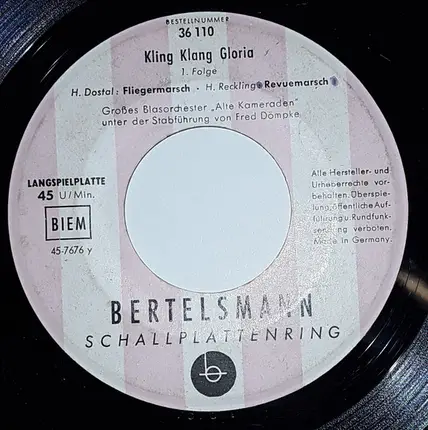 BESTELLNUMMER
36 110
Kling Klang Gloria
1. Folge
H. Dostal: Fliegermarsch · H. Reckling: Revuemarsch
Großes Blasorchester „Alte Kameraden"
unter der Stabführung von Fred Dömpke
LANGSPIELPLATTE
45 U/Min.
BIEM
45-7676 y
Alle Hersteller- und
Urheberrechte vor-
behalten. Überspie-
lung, öffentliche Auf-
führung u. Rundfunk-
sendung verboten.
Made in Germany.
BERTELSMANN
SCHALLPLATTENRING
b